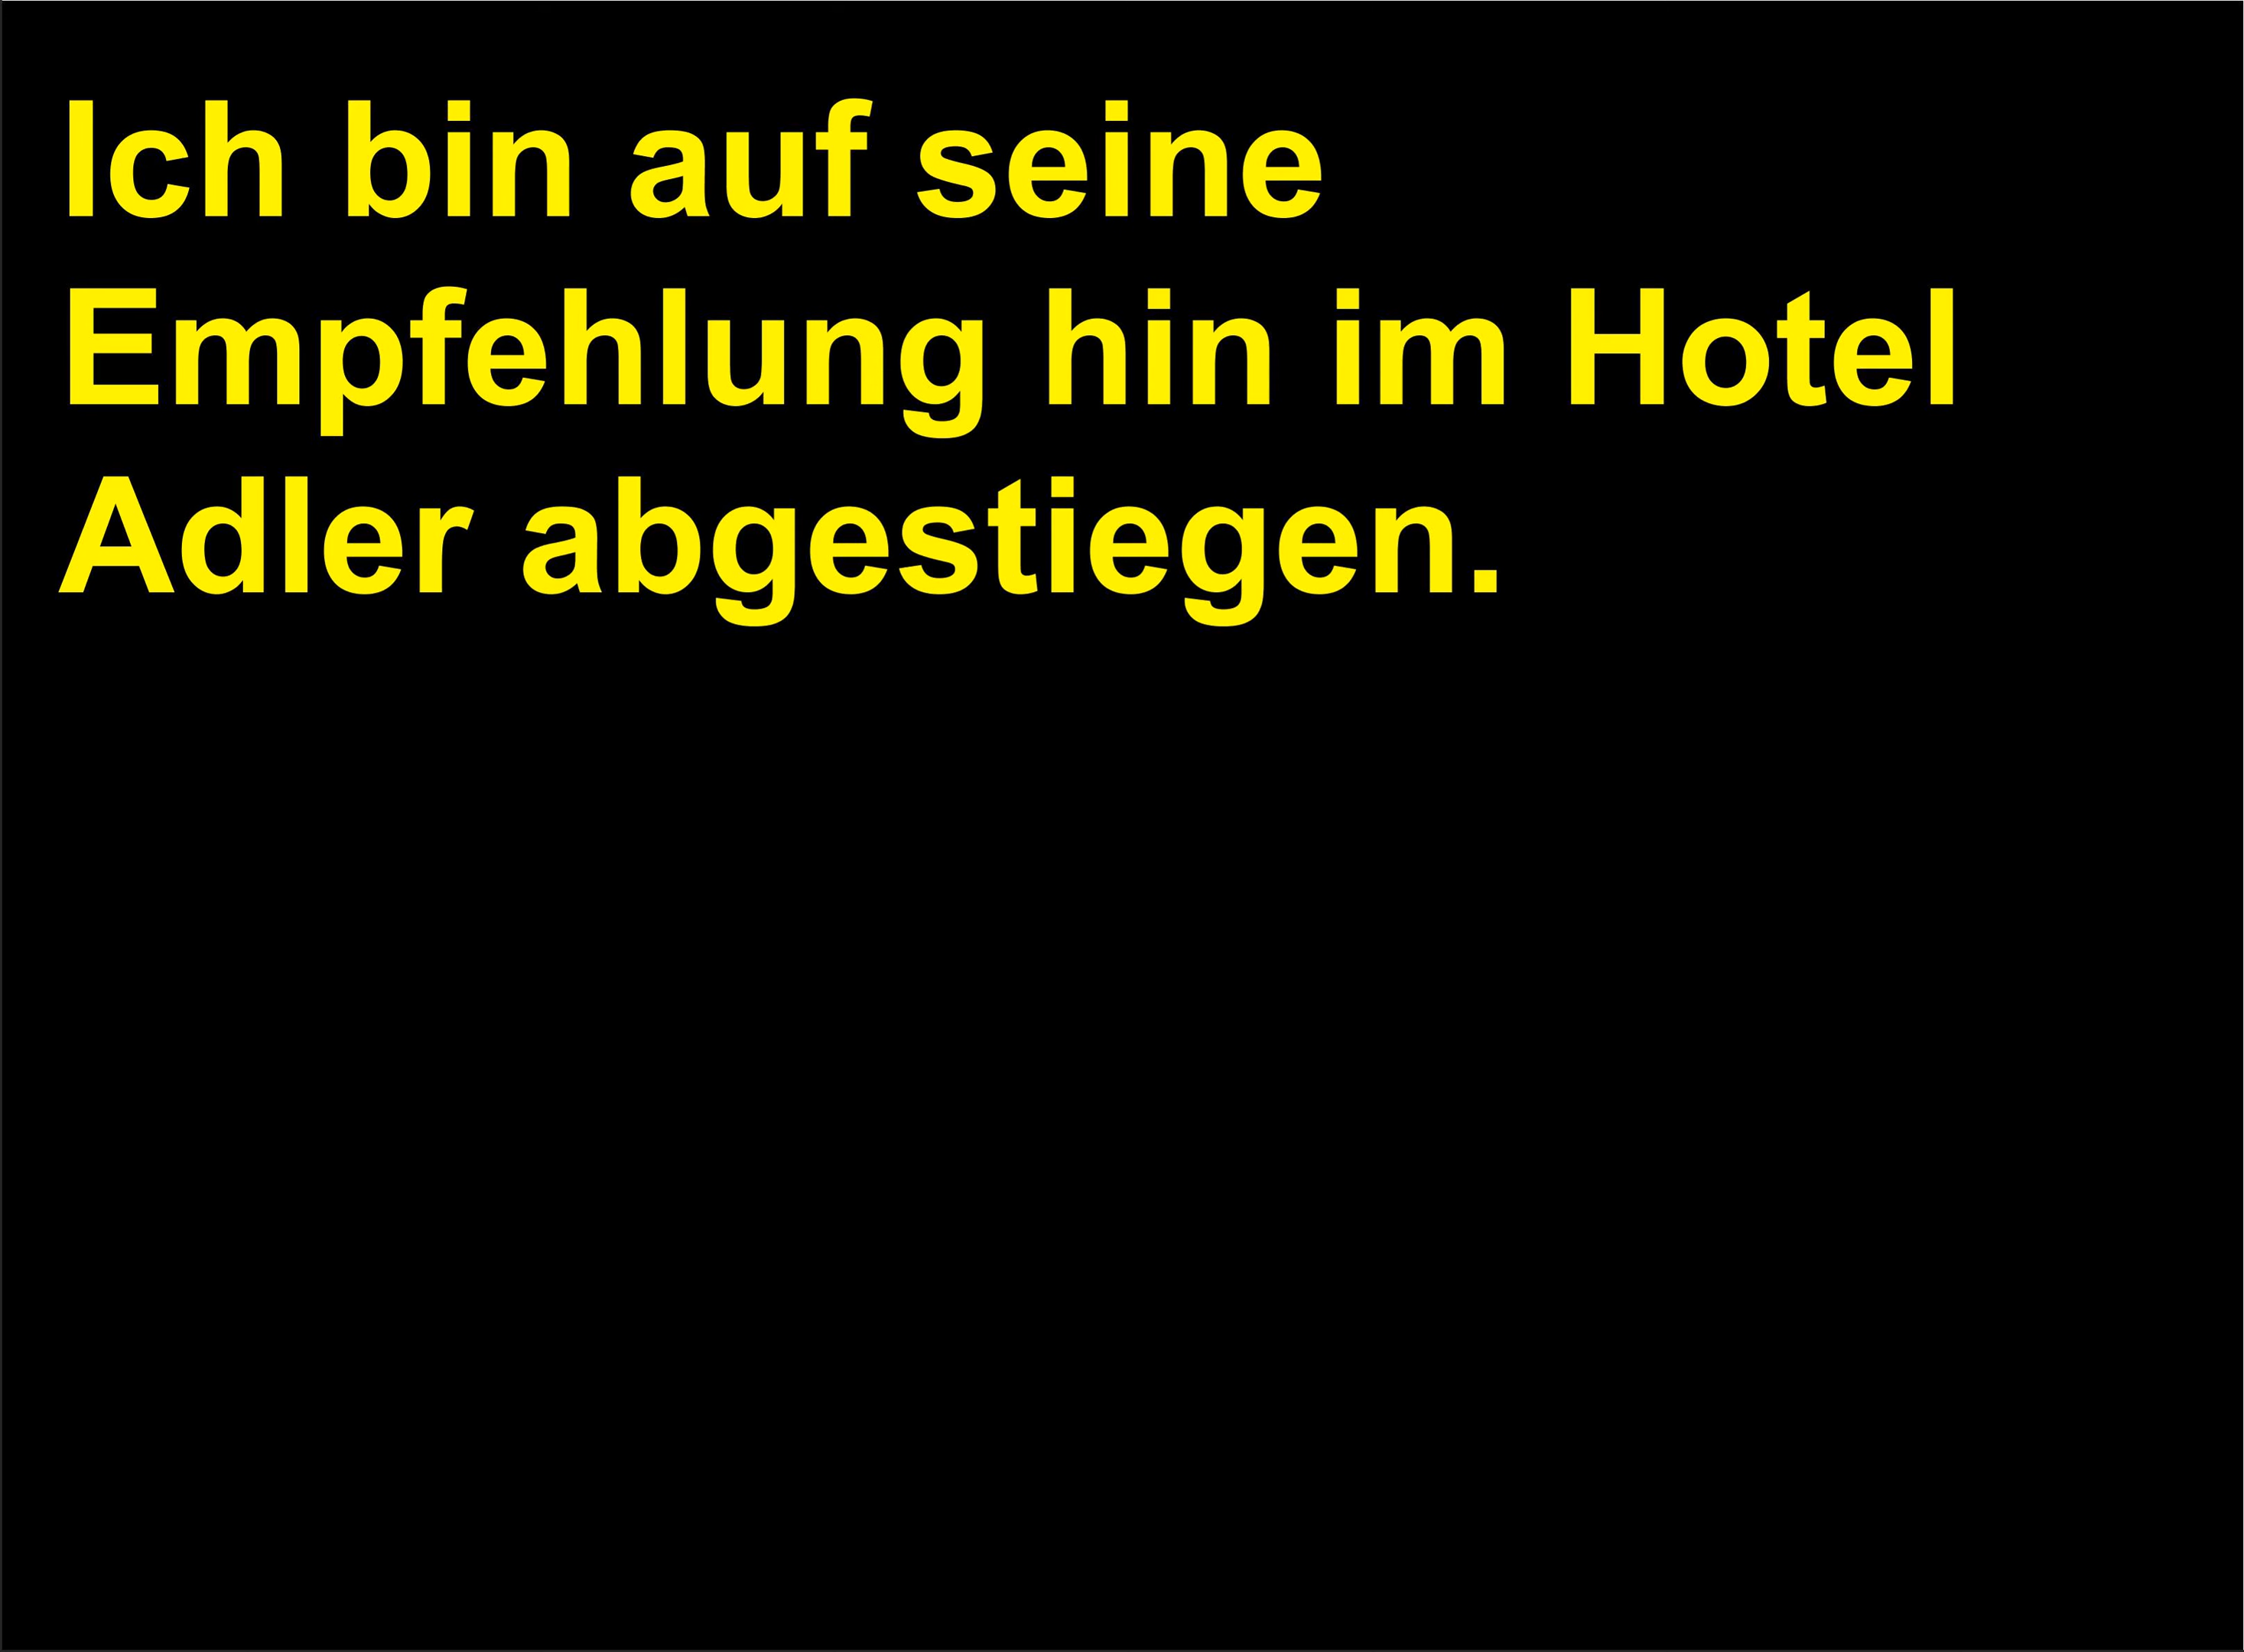 Ich bin auf seine
Empfehlung hin im Hotel
Adler abgestiegen.